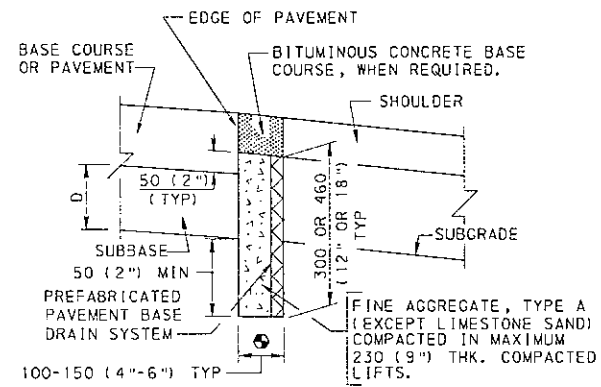 EDGE OF PAVEMENT
BASE COURSE
OR PAVEMENT
BITUMINOUS CONCRETE BASE
COURSE, WHEN REQUIRED.
SHOULDER
50 (2")
(TYP)
D
300 OR 460
(12" OR 18")
TYP
SUBGRADE
SUBBASE
50 (2") MIN
PREFABRICATED
PAVEMENT BASE
DRAIN SYSTEM
FINE AGGREGATE, TYPE A
(EXCEPT LIMESTONE SAND)
COMPACTED IN MAXIMUM
230 (9") THK. COMPACTED
LIFTS.
100-150 (4"-6") TYP